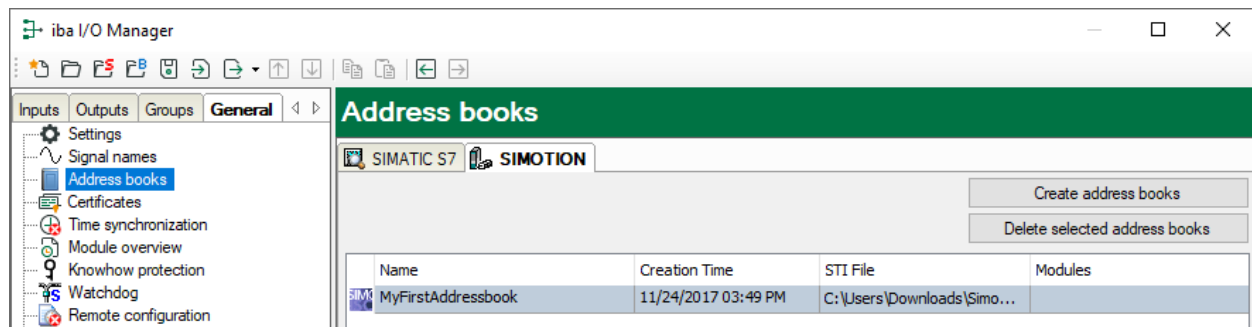 iba I/O Manager
Inputs Outputs Groups General
Address books
Settings
Signal names
Address books
Certificates
Time synchronization
Module overview
Knowhow protection
Watchdog
Remote configuration
SIMATIC S7 SIMOTION
Create address books
Delete selected address books
Name Creation Time STI File Modules
MyFirstAddressbook 11/24/2017 03:49 PM C:\Users\Downloads\Simo...